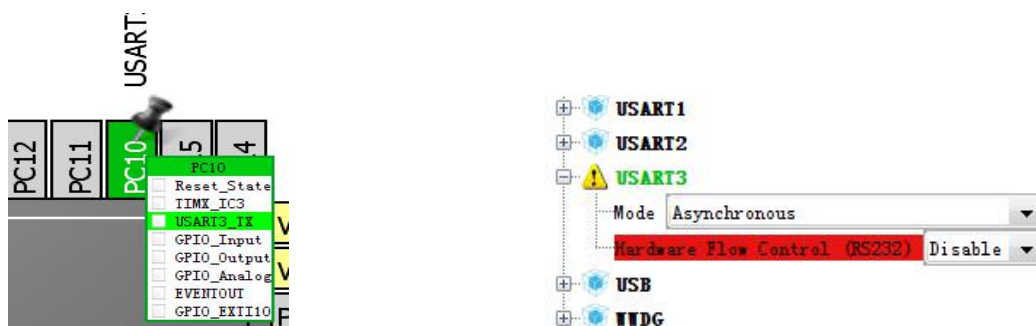 USART
PC12
PC11
PC10
PC10
Reset_State
TIMX_IC3
USART3_TX
GPIO_Input
GPIO_Output
GPIO_Analog
EVENTOUT
GPIO_EXTI10
USART1
USART2
USART3
Mode Asynchronous
Hardware Flow Control (RS232) Disable
USB
WWDG